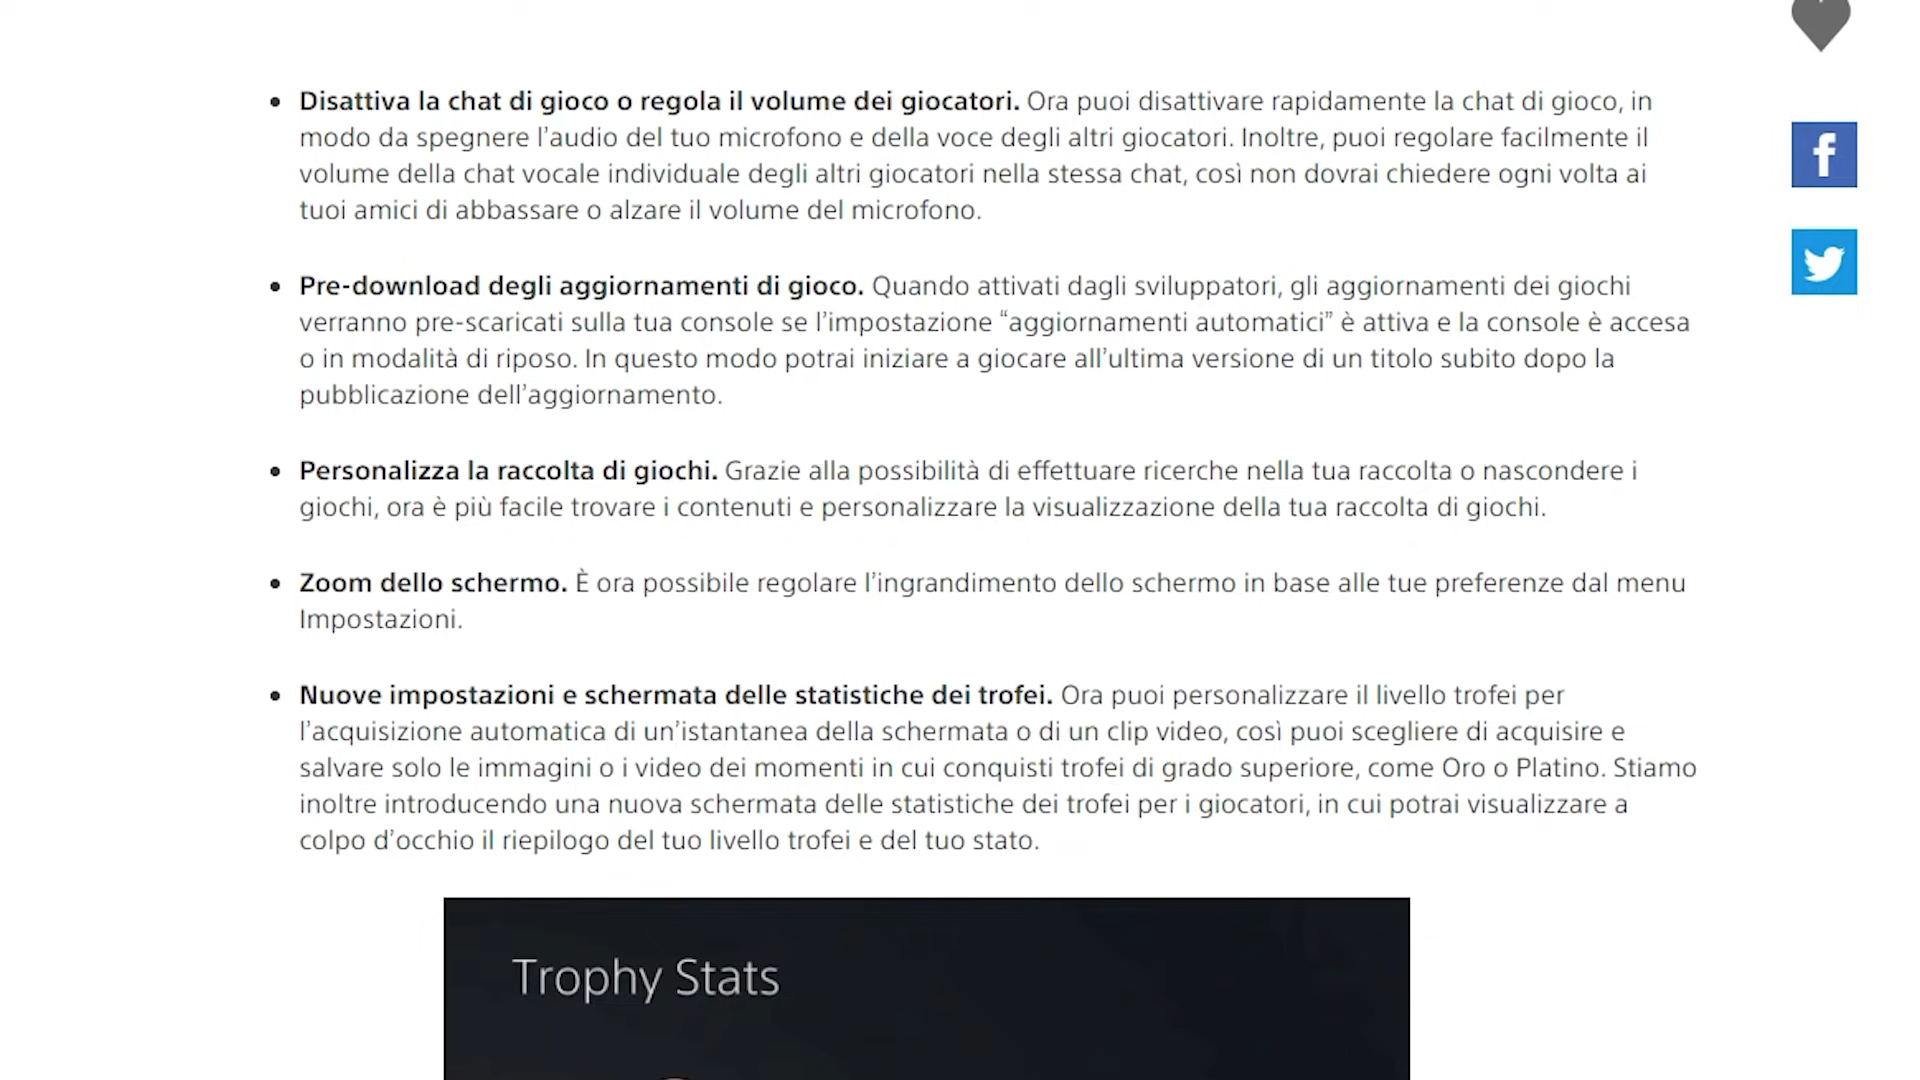 Disattiva la chat di gioco o regola il volume dei giocatori. Ora puoi disattivare rapidamente la chat di gioco, in
modo da spegnere l’audio del tuo microfono e della voce degli altri giocatori. Inoltre, puoi regolare facilmente il
volume della chat vocale individuale degli altri giocatori nella stessa chat, così non dovrai chiedere ogni volta ai
tuoi amici di abbassare o alzare il volume del microfono.
Pre-download degli aggiornamenti di gioco. Quando attivati dagli sviluppatori, gli aggiornamenti dei giochi
verranno pre-scaricati sulla tua console se l’impostazione “aggiornamenti automatici” è attiva e la console è accesa
o in modalità di riposo. In questo modo potrai iniziare a giocare all’ultima versione di un titolo subito dopo la
pubblicazione dell’aggiornamento.
Personalizza la raccolta di giochi. Grazie alla possibilità di effettuare ricerche nella tua raccolta o nascondere i
giochi, ora è più facile trovare i contenuti e personalizzare la visualizzazione della tua raccolta di giochi.
Zoom dello schermo. È ora possibile regolare l’ingrandimento dello schermo in base alle tue preferenze dal menu
Impostazioni.
Nuove impostazioni e schermata delle statistiche dei trofei. Ora puoi personalizzare il livello trofei per
l’acquisizione automatica di un’istantanea della schermata o di un clip video, così puoi scegliere di acquisire e
salvare solo le immagini o i video dei momenti in cui conquisti trofei di grado superiore, come Oro o Platino. Stiamo
inoltre introducendo una nuova schermata delle statistiche dei trofei per i giocatori, in cui potrai visualizzare a
colpo d’occhio il riepilogo del tuo livello trofei e del tuo stato.
Trophy Stats